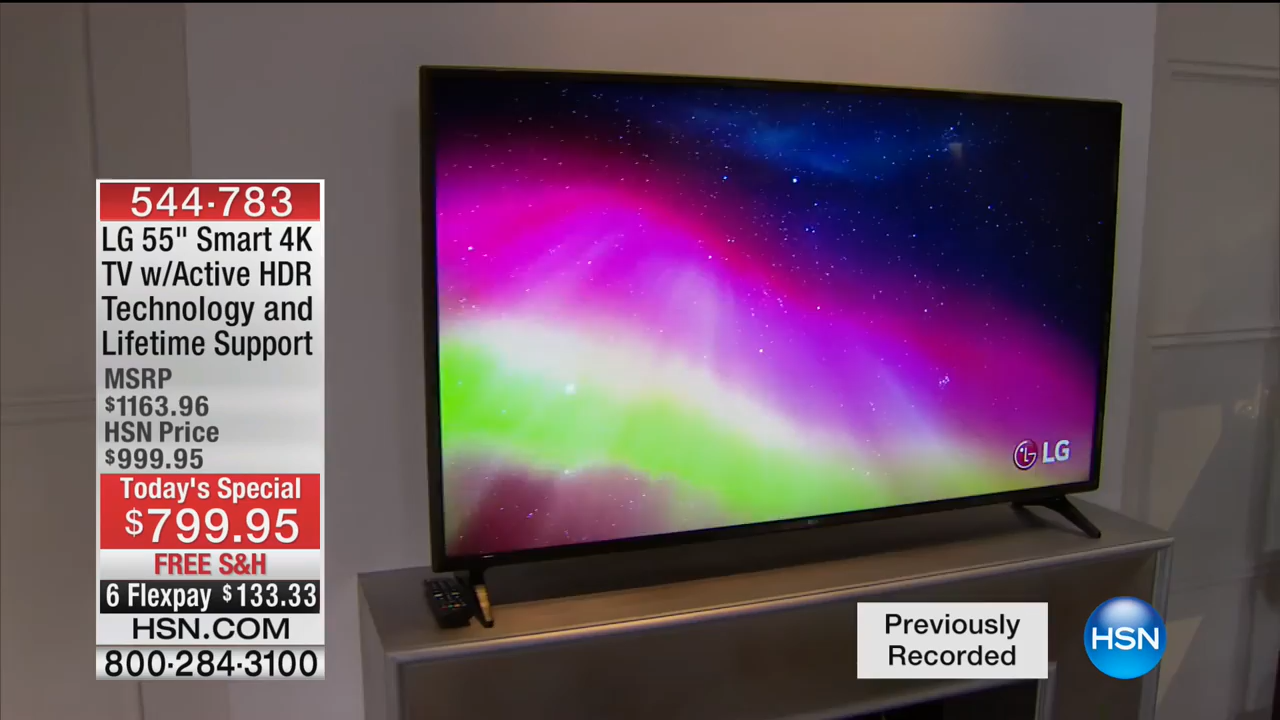 544-783
LG 55" Smart 4K
TV w/Active HDR
Technology and
Lifetime Support
MSRP
$1163.96
HSN Price
$999.95
Today's Special
$799.95
FREE S&H
6 Flexpay $133.33
HSN.COM
800-284-3100
LG
Previously
Recorded
HSN